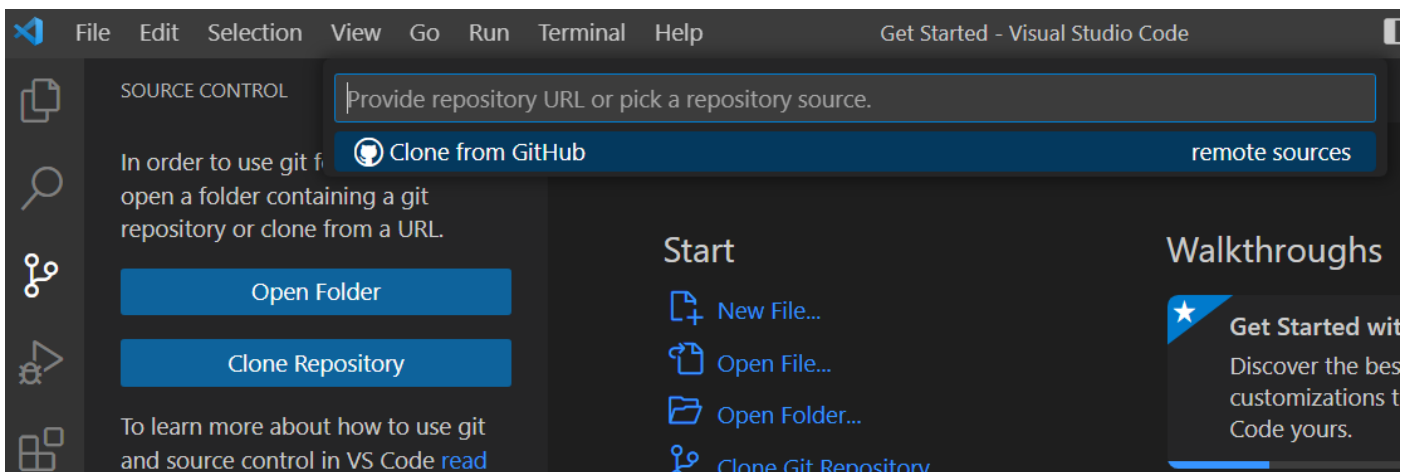 File Edit Selection View Go Run Terminal Help Get Started - Visual Studio Code
SOURCE CONTROL
Provide repository URL or pick a repository source.
Clone from GitHub remote sources
In order to use git
open a folder containing a git
repository or clone from a URL.
Open Folder
Clone Repository
To learn more about how to use git
and source control in VS Code read
Start
New File...
Open File...
Open Folder...
Clone Git Repository
Walkthroughs
Get Started
Discover the
customizations
Code yours.